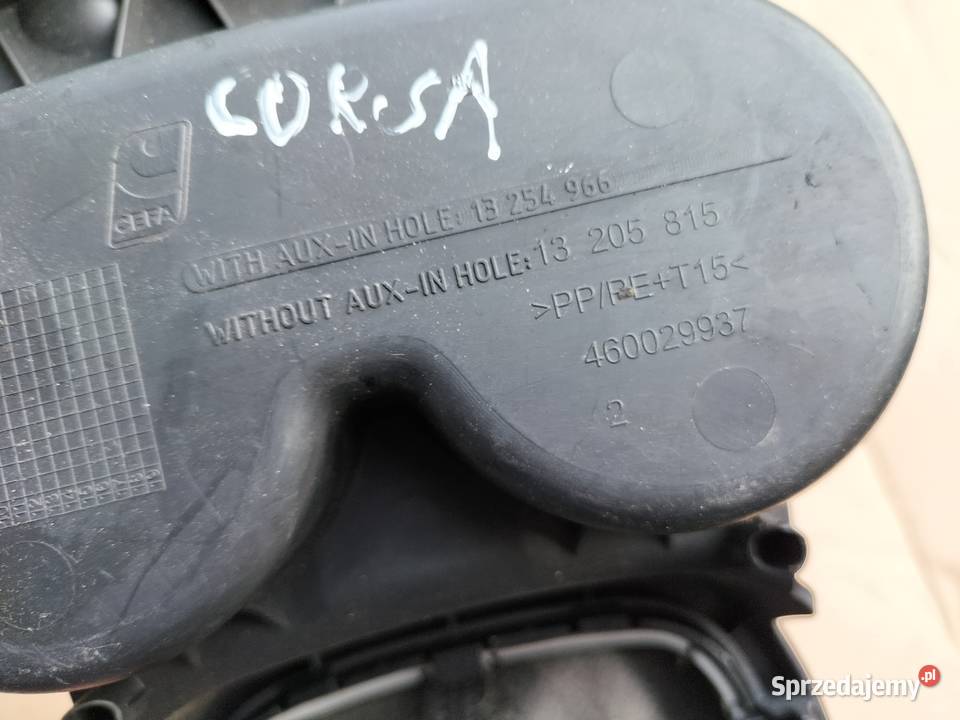 CORSA
CEFA
WITH AUX-IN HOLE: 13 254 966
WITHOUT AUX-IN HOLE: 13 205 815
>PP/PE+T15<
460029937
2
Sprzedajemy.pl